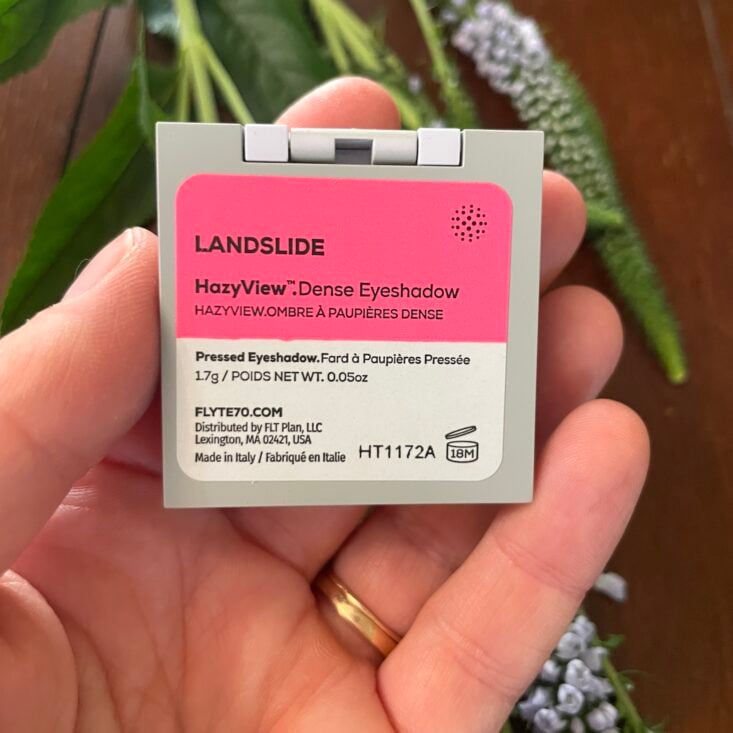 LANDSLIDE
HazyView™.Dense Eyeshadow
HAZYVIEW.OMBRE À PAUPIÈRES DENSE
Pressed Eyeshadow.Fard à Paupières Pressée
1.7g / POIDS NET WT. 0.05oz
FLYTE70.COM
Distributed by FLT Plan, LLC
Lexington, MA 02421, USA
Made in Italy / Fabriqué en Italie
HT1172A
18M